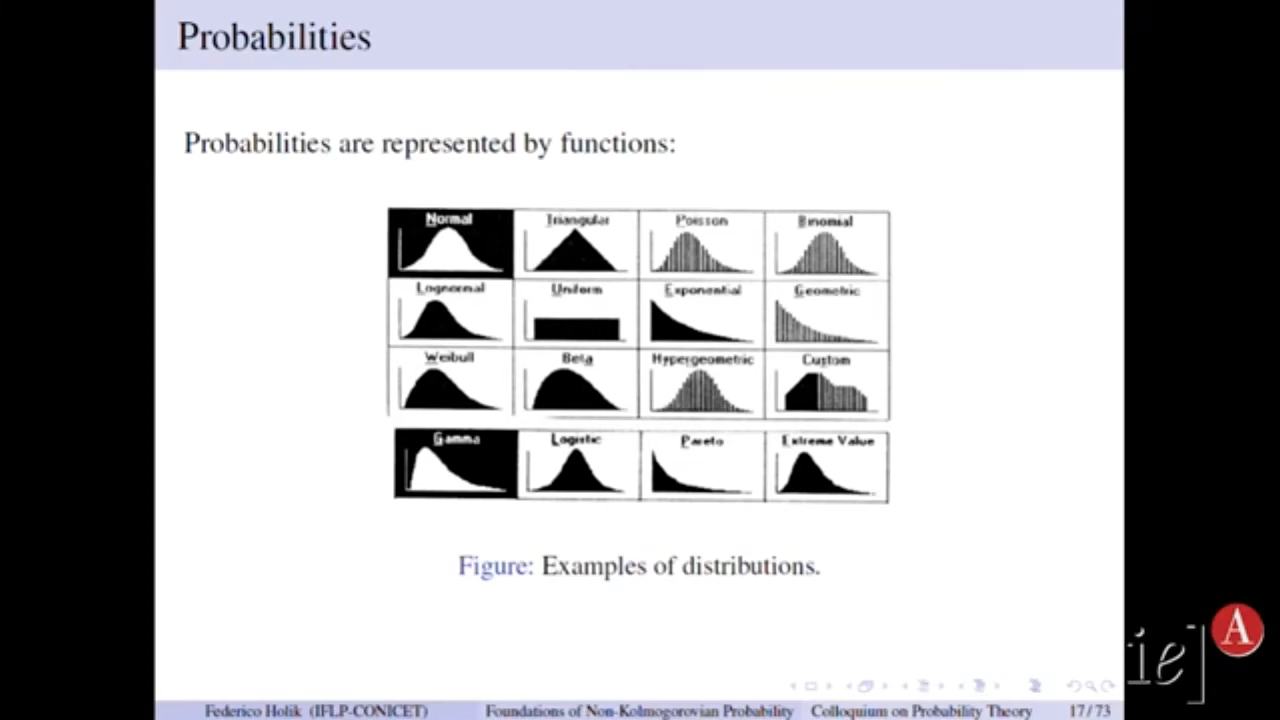 Probabilities
Probabilities are represented by functions:
Normal Triangular Poisson Binomial
Lognormal Uniform Exponential Geometric
Weibull Beta Hypergeometric Custom
Gamma Logistic Pareto Extreme Value
Figure: Examples of distributions.
ie] A
Federico Holik (IFLP-CONICET) Foundations of Non-Kolmogorovian Probability Colloquium on Probability Theory 17/73